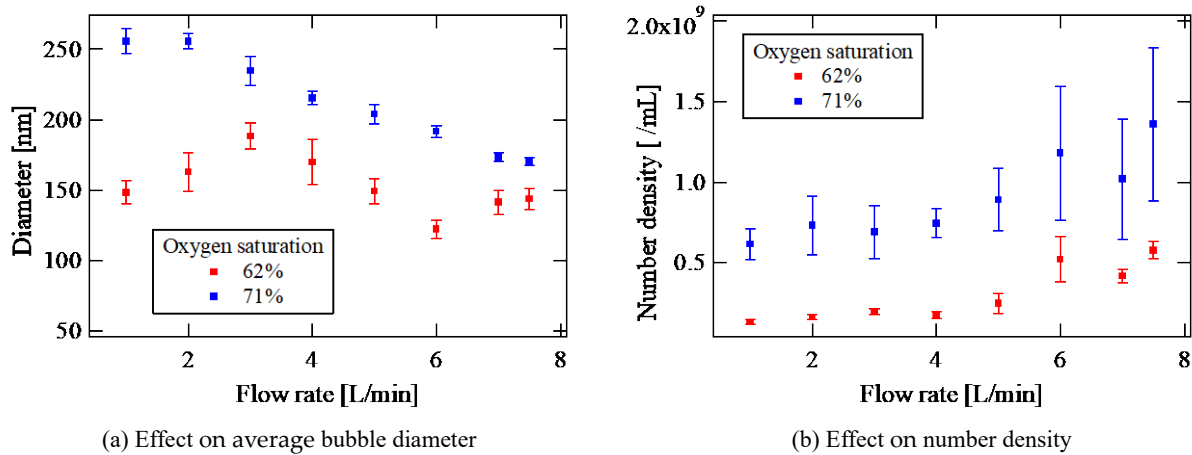 250
200
150
100
50
Diameter [nm]
Oxygen saturation
62%
71%
2
4
6
8
Flow rate [L/min]
(a) Effect on average bubble diameter
2.0x10⁹
1.5
1.0
0.5
Number density [ /mL]
Oxygen saturation
62%
71%
2
4
6
8
Flow rate [L/min]
(b) Effect on number density